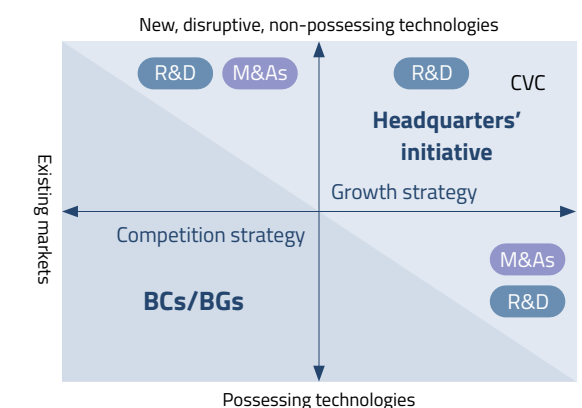 New, disruptive, non-possessing technologies
R&D
M&As
R&D
CVC
Headquarters’
initiative
Existing markets
Growth strategy
Competition strategy
M&As
BCs/BGs
R&D
Possessing technologies